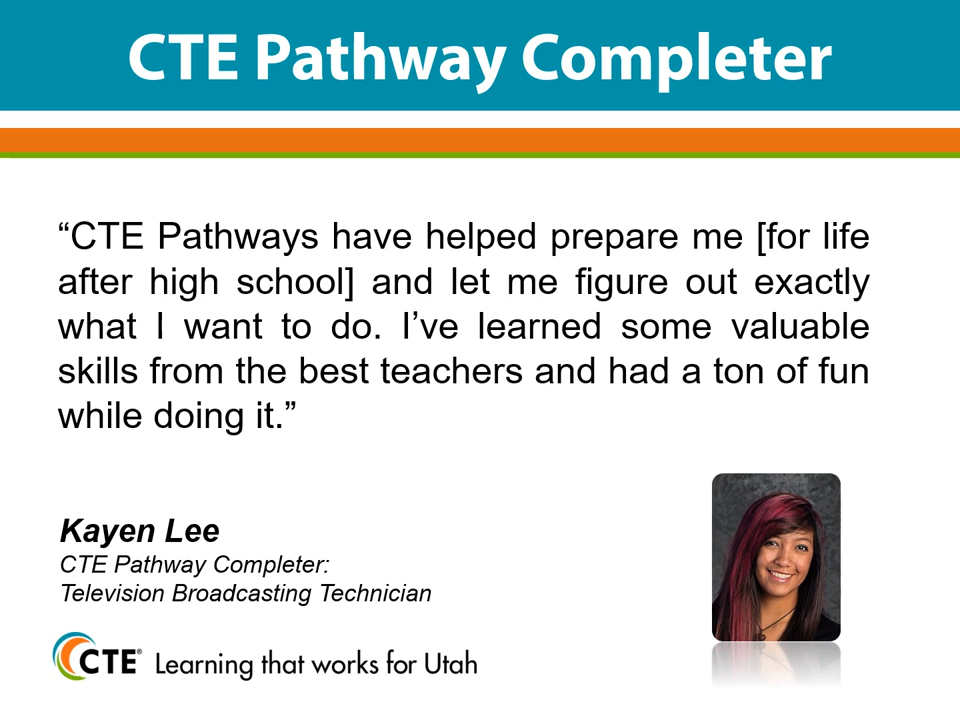 CTE Pathway Completer
“CTE Pathways have helped prepare me [for life
after high school] and let me figure out exactly
what I want to do. I’ve learned some valuable
skills from the best teachers and had a ton of fun
while doing it.”
Kayen Lee
CTE Pathway Completer:
Television Broadcasting Technician
CTE® Learning that works for Utah